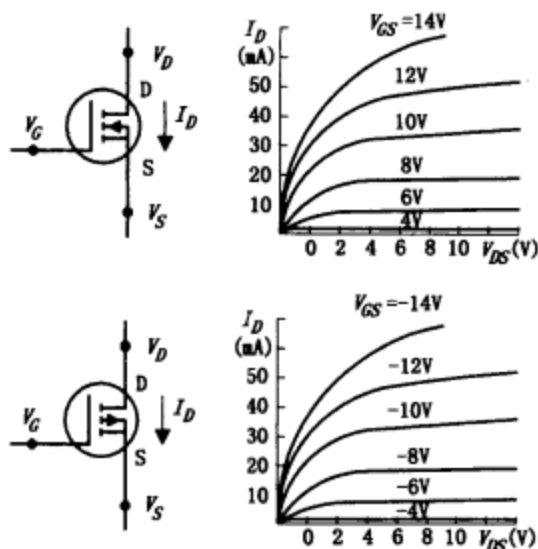 V_D
D
V_G
I_D
S
V_S
I_D
(mA)
50
40
30
20
10
V_GS=14V
12V
10V
8V
6V
4V
0 2 4 6 8 10 V_DS(V)
V_D
D
V_G
I_D
S
V_S
I_D
(mA)
50
40
30
20
10
V_GS=-14V
-12V
-10V
-8V
-6V
-4V
0 2 4 6 8 10 V_DS(V)